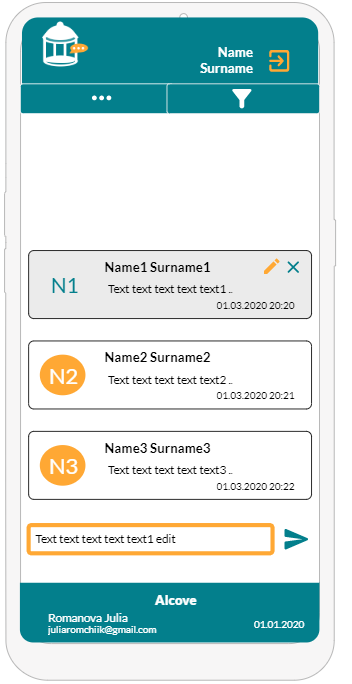 Name
Surname
N1
Name1 Surname1
Text text text text text1 ..
01.03.2020 20:20
N2
Name2 Surname2
Text text text text text2 ..
01.03.2020 20:21
N3
Name3 Surname3
Text text text text text3 ..
01.03.2020 20:22
Text text text text text1 edit
Alcove
Romanova Julia
juliaromchiik@gmail.com
01.01.2020